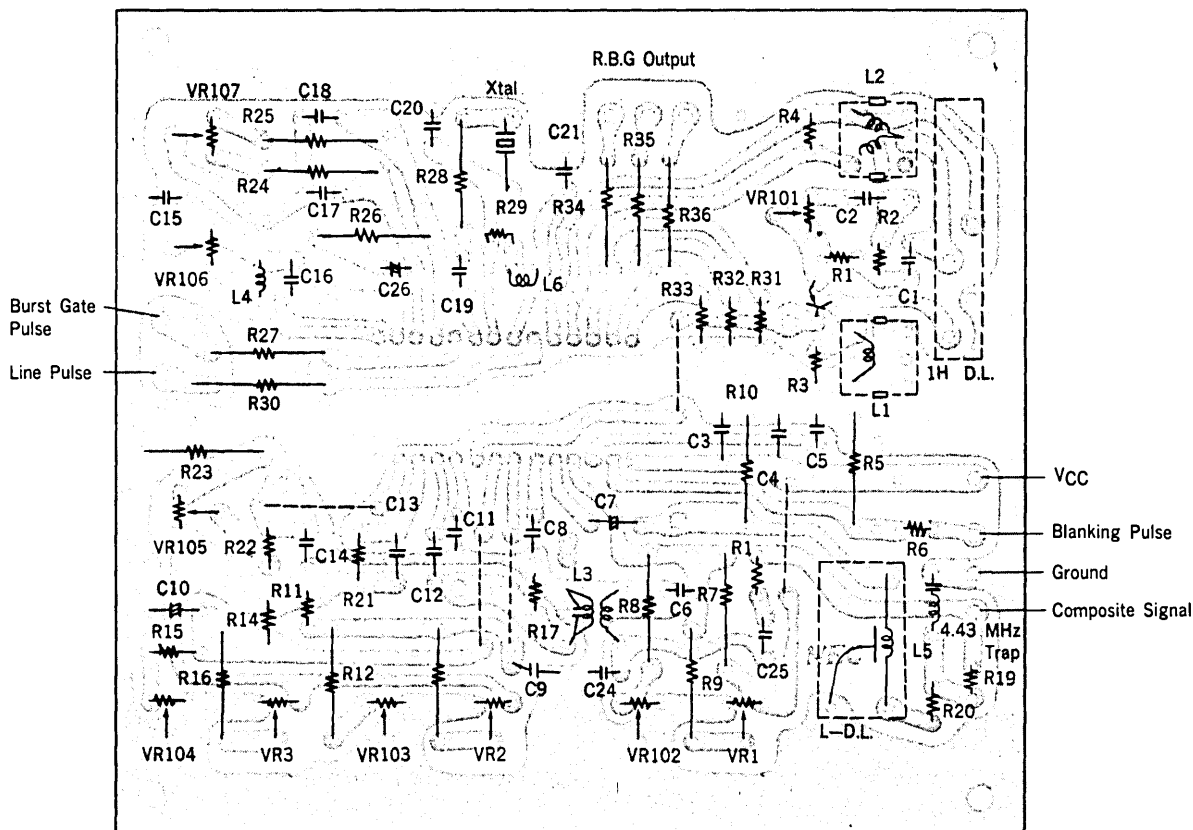 R.B.G Output
L2
VR107
C18
Xtal
R25
C20
C21
R35
R4
R24
R28
C15
C17
R29
R34
R36
VR101
C2
R2
R26
VR106
L4
C16
C26
C19
L6
R33
R32
R31
R1
C1
Burst Gate
Pulse
R27
Line Pulse
R30
R3
1H D.L.
L1
R10
C3
C4
C5
R5
R23
VCC
C13
C11
C7
C8
VR105
R22
C14
R21
C12
R1
R6
Blanking Pulse
C10
R11
L3
Ground
R14
R17
R8
C6
R7
Composite Signal
R15
4.43 MHz
Trap
L5
R16
R12
C9
C24
R9
C25
R19
R20
L–D.L.
VR104
VR3
VR103
VR2
VR102
VR1